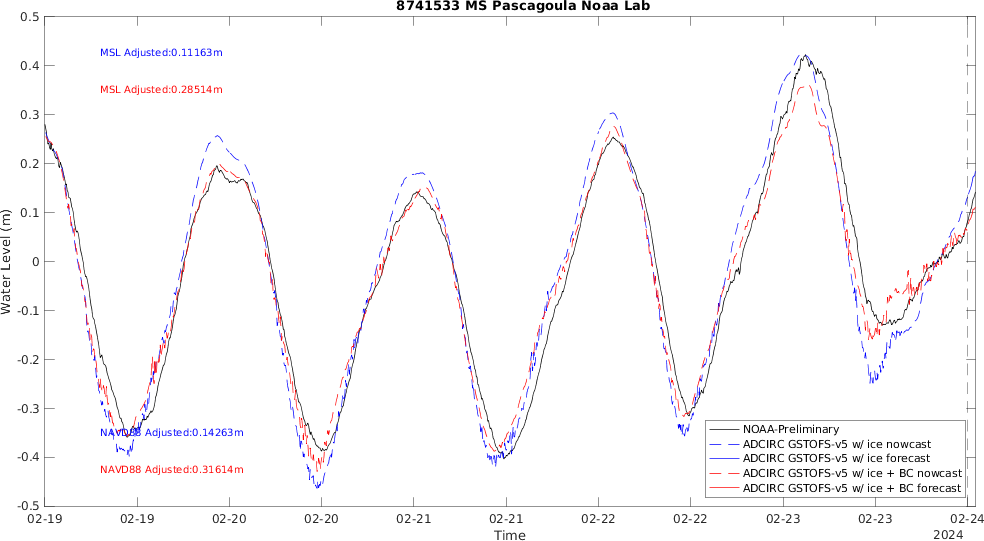 8741533 MS Pascagoula Noaa Lab
0.5
0.4
0.3
0.2
0.1
0
-0.1
-0.2
-0.3
-0.4
-0.5
Water Level (m)
MSL Adjusted:0.11163m
MSL Adjusted:0.28514m
NAVD88 Adjusted:0.14263m
NAVD88 Adjusted:0.31614m
NOAA-Preliminary
ADCIRC GSTOFS-v5 w/ ice nowcast
ADCIRC GSTOFS-v5 w/ ice forecast
ADCIRC GSTOFS-v5 w/ ice + BC nowcast
ADCIRC GSTOFS-v5 w/ ice + BC forecast
02-19 02-19 02-20 02-20 02-21 02-21 02-22 02-22 02-23 02-23 02-24
Time
2024